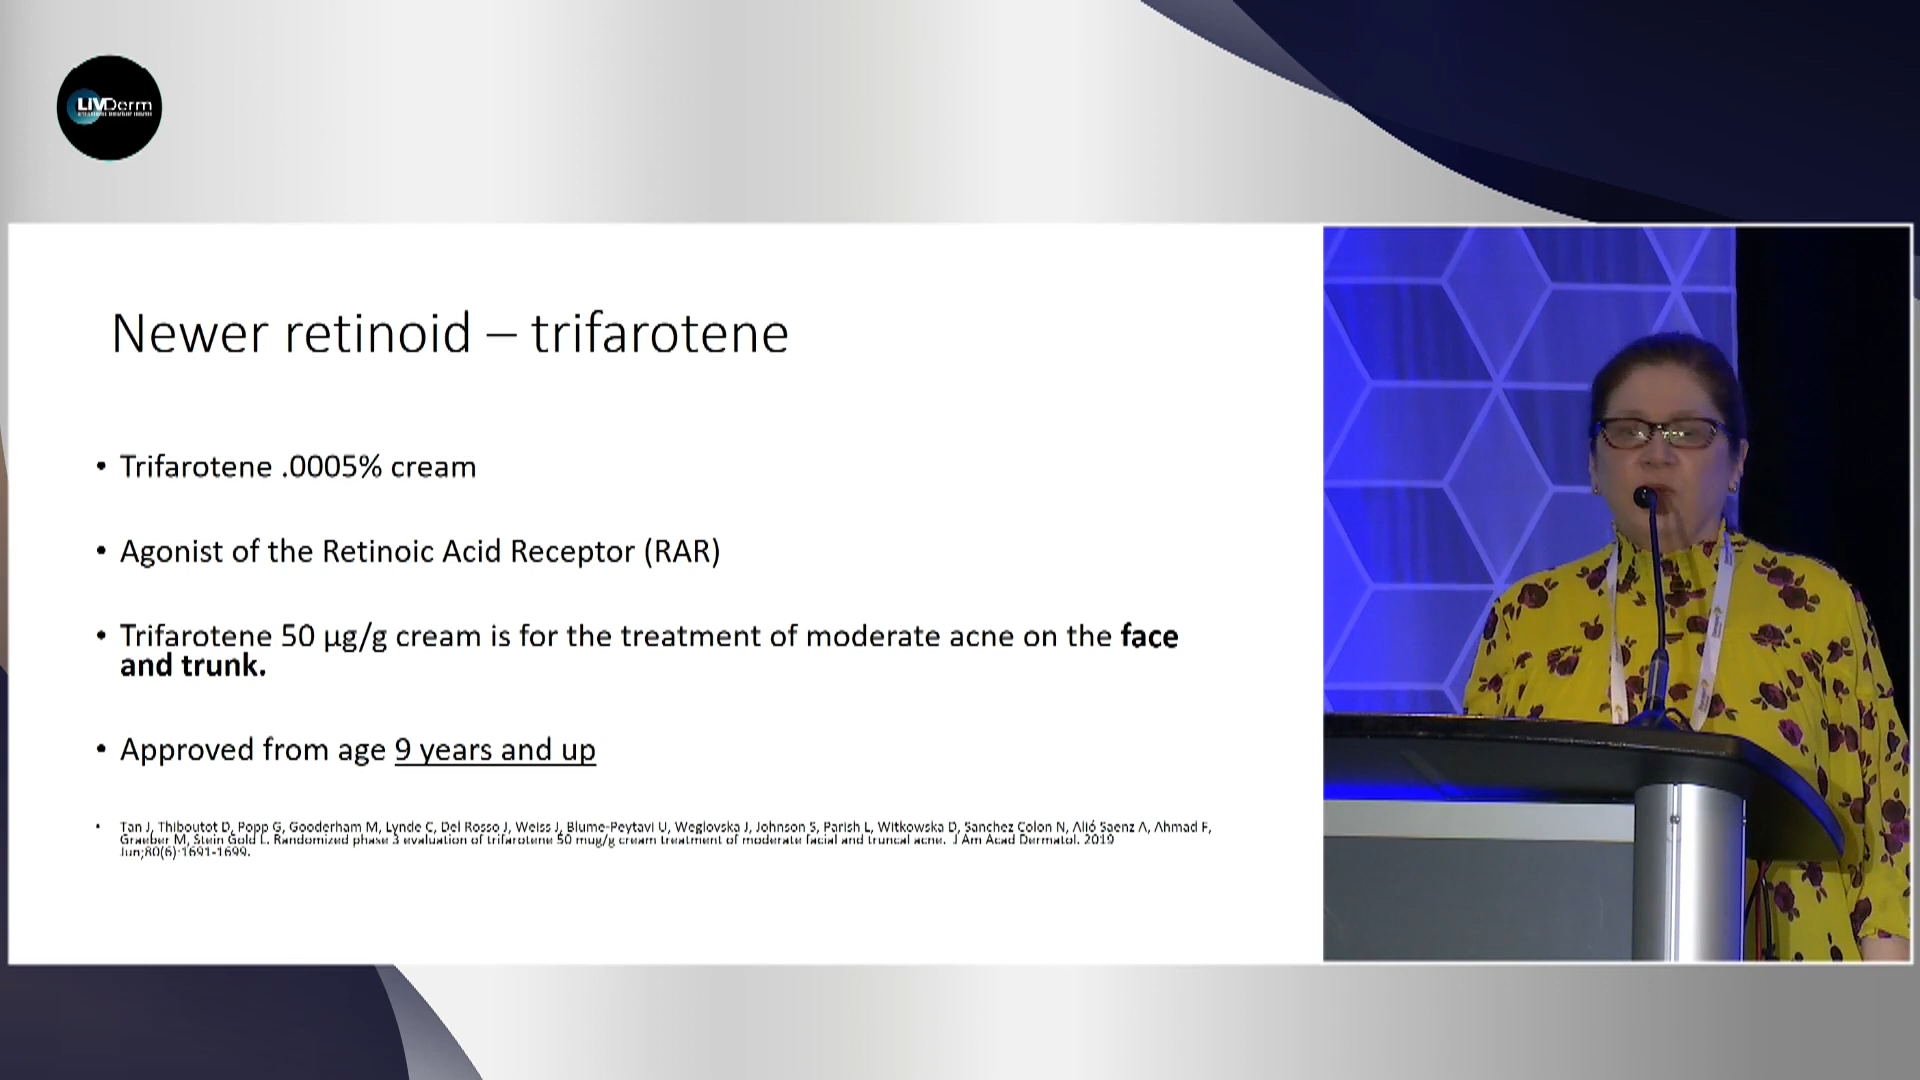 LIVDerm
Newer retinoid – trifarotene
• Trifarotene .0005% cream
• Agonist of the Retinoic Acid Receptor (RAR)
• Trifarotene 50 µg/g cream is for the treatment of moderate acne on the face
and trunk.
• Approved from age 9 years and up
• Tan J, Thiboutot D, Popp G, Gooderham M, Lynde C, Del Rosso J, Weiss J, Blume-Peytavi U, Weglovska J, Johnson S, Parish L, Witkowska D, Sanchez Colon N, Alió Saenz A, Ahmad F,
Graeber M, Stein Gold L. Randomized phase 3 evaluation of trifarotene 50 mug/g cream treatment of moderate facial and truncal acne. J Am Acad Dermatol. 2019
Jun;80(6):1691-1699.